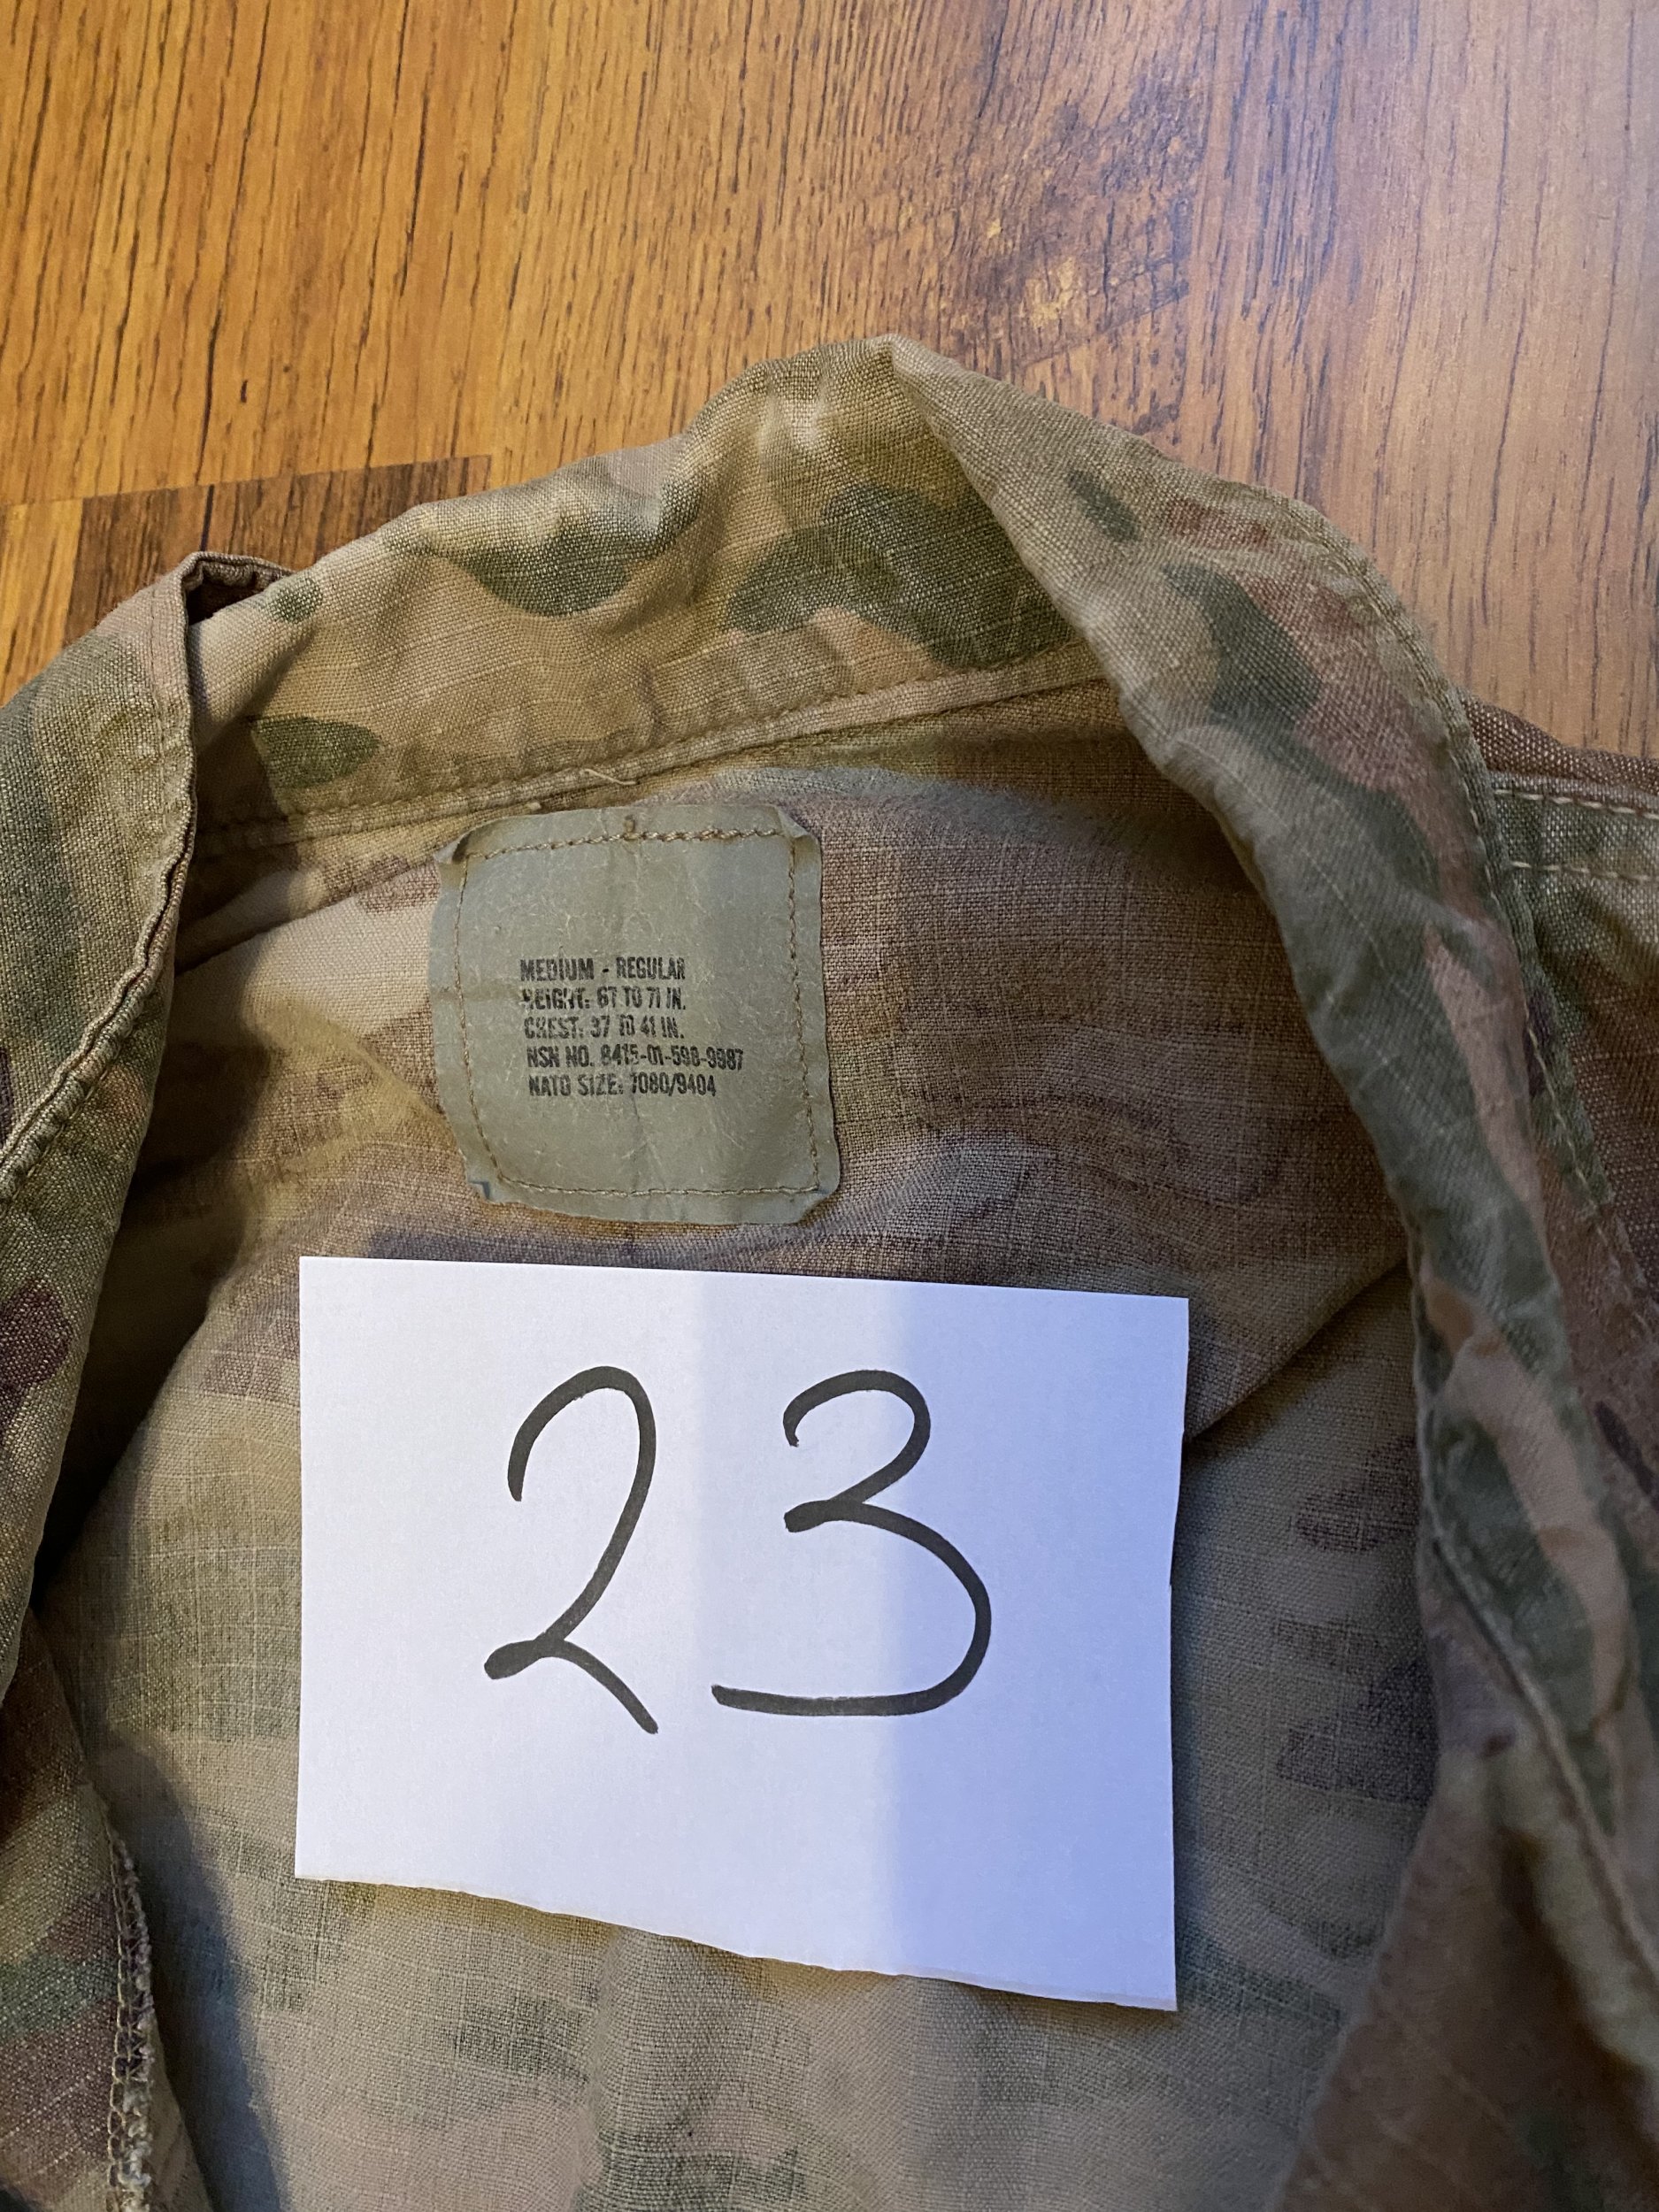 MEDIUM - REGULAR
HEIGHT: 67 TO 71 IN.
CHEST: 37 TO 41 IN.
NSN NO. 8415-01-598-9987
NATO SIZE: 7080/9404
23